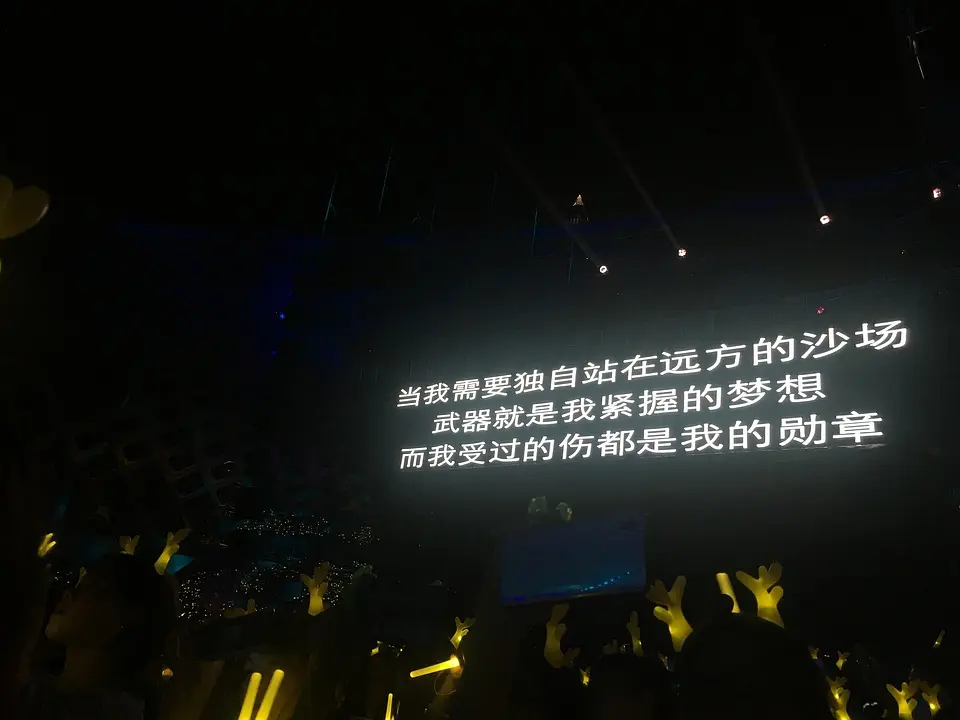 当我需要独自站在远方的沙场
武器就是我紧握的梦想
而我受过的伤都是我的勋章